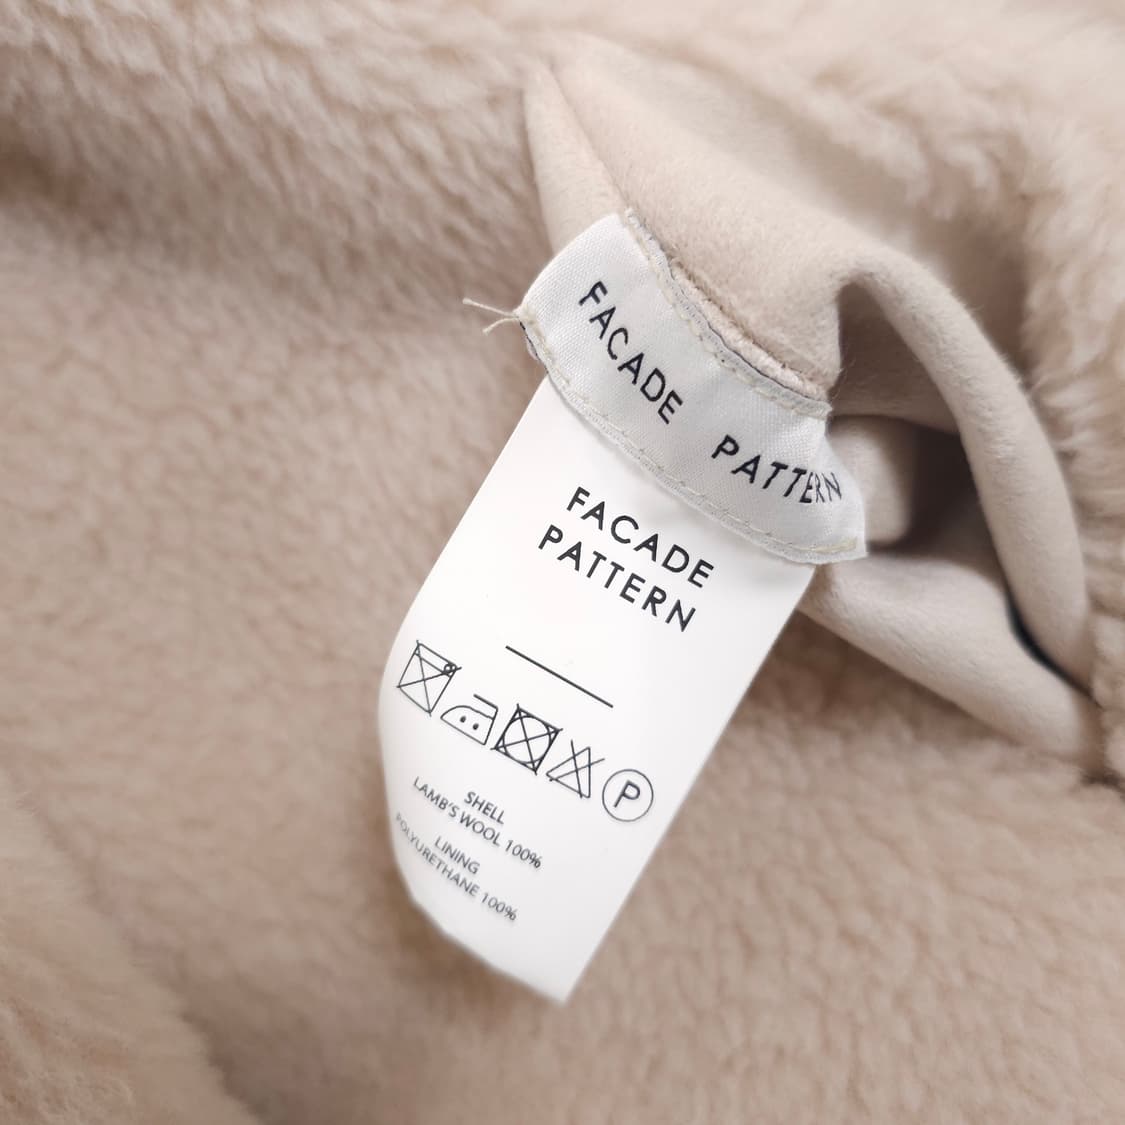 FACADE PATTERN
FACADE
PATTERN
P
SHELL
LAMB'S WOOL 100%
LINING
POLYURETHANE 100%